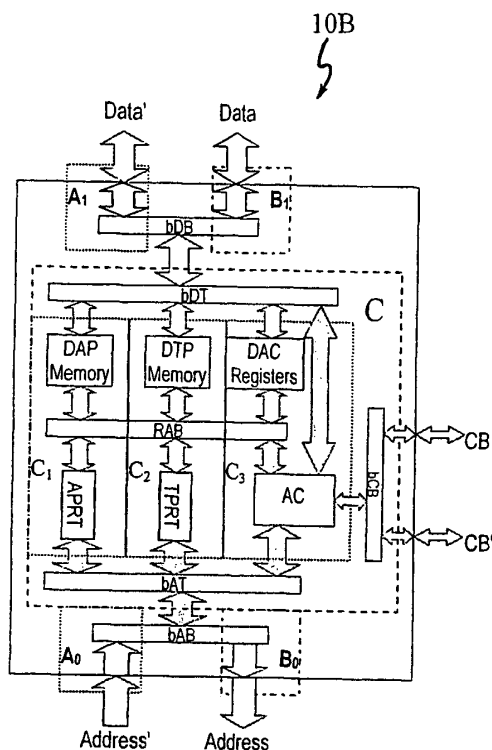 10B
Data' Data
A1 B1
bDB
bDT
C
DAP Memory
DTP Memory
DAC Registers
RAB
C1 C2 C3
APRT
TPRT
AC
bCB
CB
CB'
bAT
bAB
A0 B0
Address' Address